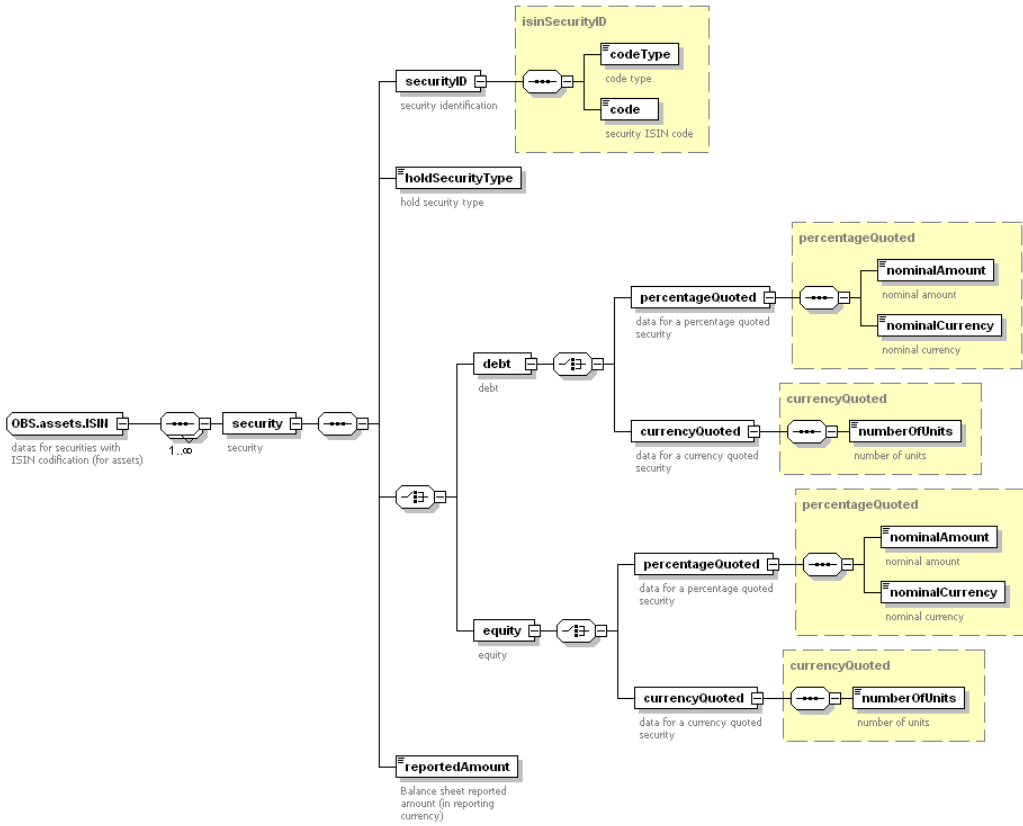 isinSecurityID
codeType
code type
code
security ISIN code
securityID
security identification
holdSecurityType
hold security type
percentageQuoted
nominalAmount
nominal amount
nominalCurrency
nominal currency
percentageQuoted
data for a percentage quoted
security
debt
debt
currencyQuoted
numberOfUnits
number of units
currencyQuoted
data for a currency quoted
security
OBS.assets.ISIN
datas for securities with
ISIN codification (for assets)
1..∞
security
security
percentageQuoted
nominalAmount
nominal amount
nominalCurrency
nominal currency
percentageQuoted
data for a percentage quoted
security
equity
equity
currencyQuoted
numberOfUnits
number of units
currencyQuoted
data for a currency quoted
security
reportedAmount
Balance sheet reported
amount (in reporting
currency)